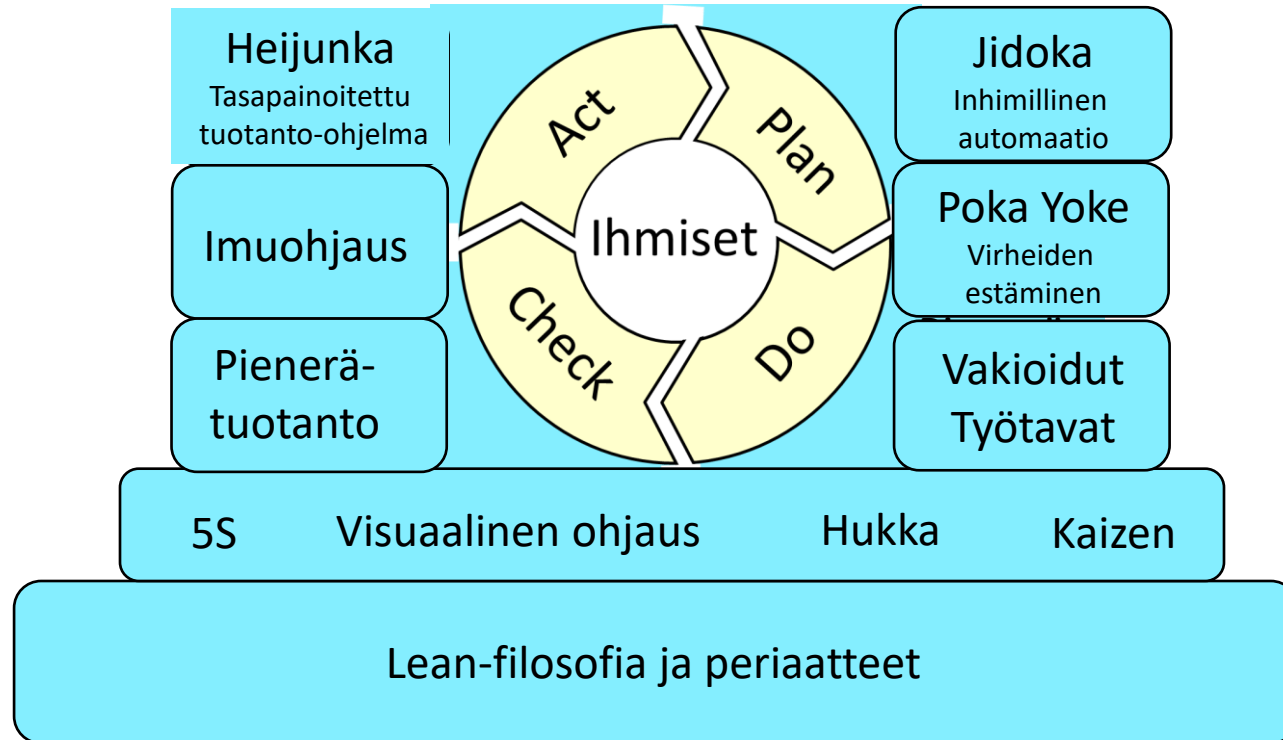 Heijunka
Tasapainoitettu
tuotanto-ohjelma
Imuohjaus
Pienerä-
tuotanto
Act
Plan
Ihmiset
Check
Do
Jidoka
Inhimillinen
automaatio
Poka Yoke
Virheiden
estäminen
Vakioidut
Työtavat
5S Visuaalinen ohjaus Hukka Kaizen
Lean-filosofia ja periaatteet